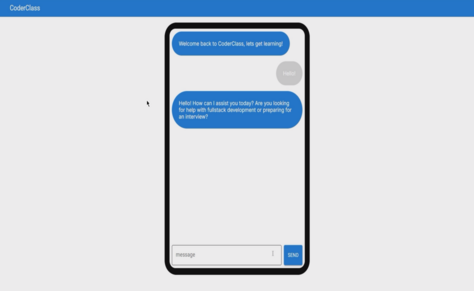 CoderClass
Welcome back to CoderClass, lets get learning!
Hello! How can I assist you today? Are you looking
for help with fullstack development or preparing for
an interview?
message
SEND